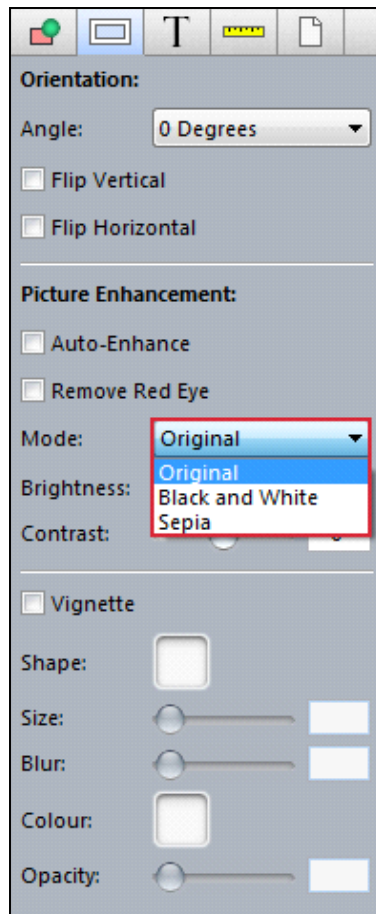 T
Orientation:
Angle: 0 Degrees
Flip Vertical
Flip Horizontal
Picture Enhancement:
Auto-Enhance
Remove Red Eye
Mode: Original
Original
Brightness: Black and White
Sepia
Contrast:
Vignette
Shape:
Size:
Blur:
Colour:
Opacity: